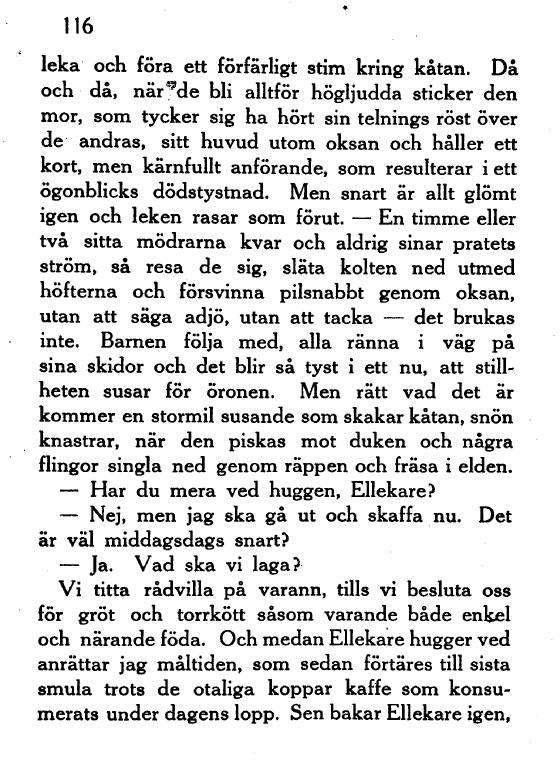 116
leka och föra ett förfärligt stim kring kåtan. Då
och då, när de bli alltför högljudda sticker den
mor, som tycker sig ha hört sin telnings röst över
de andras, sitt huvud utom oksan och håller ett
kort, men kärnfullt anförande, som resulterar i ett
ögonblicks dödstystnad. Men snart är allt glömt
igen och leken rasar som förut. — En timme eller
två sitta mödrarna kvar och aldrig sinar pratets
ström, så resa de sig, släta kolten ned utmed
höfterna och försvinna pilsnabbt genom oksan,
utan att säga adjö, utan att tacka — det brukas
inte. Barnen följa med, alla ränna i väg på
sina skidor och det blir så tyst i ett nu, att still-
heten susar för öronen. Men rätt vad det är
kommer en stormil susande som skakar kåtan, snön
knastrar, när den piskas mot duken och några
flingor singla ned genom räppen och fräsa i elden.
— Har du mera ved huggen, Ellekare?
— Nej, men jag ska gå ut och skaffa nu. Det
är väl middagsdags snart?
— Ja. Vad ska vi laga?
Vi titta rådvilla på varann, tills vi besluta oss
för gröt och torrkött såsom varande både enkel
och närande föda. Och medan Ellekare hugger ved
anrättar jag måltiden, som sedan förtäres till sista
smula trots de otaliga koppar kaffe som konsu-
merats under dagens lopp. Sen bakar Ellekare igen,